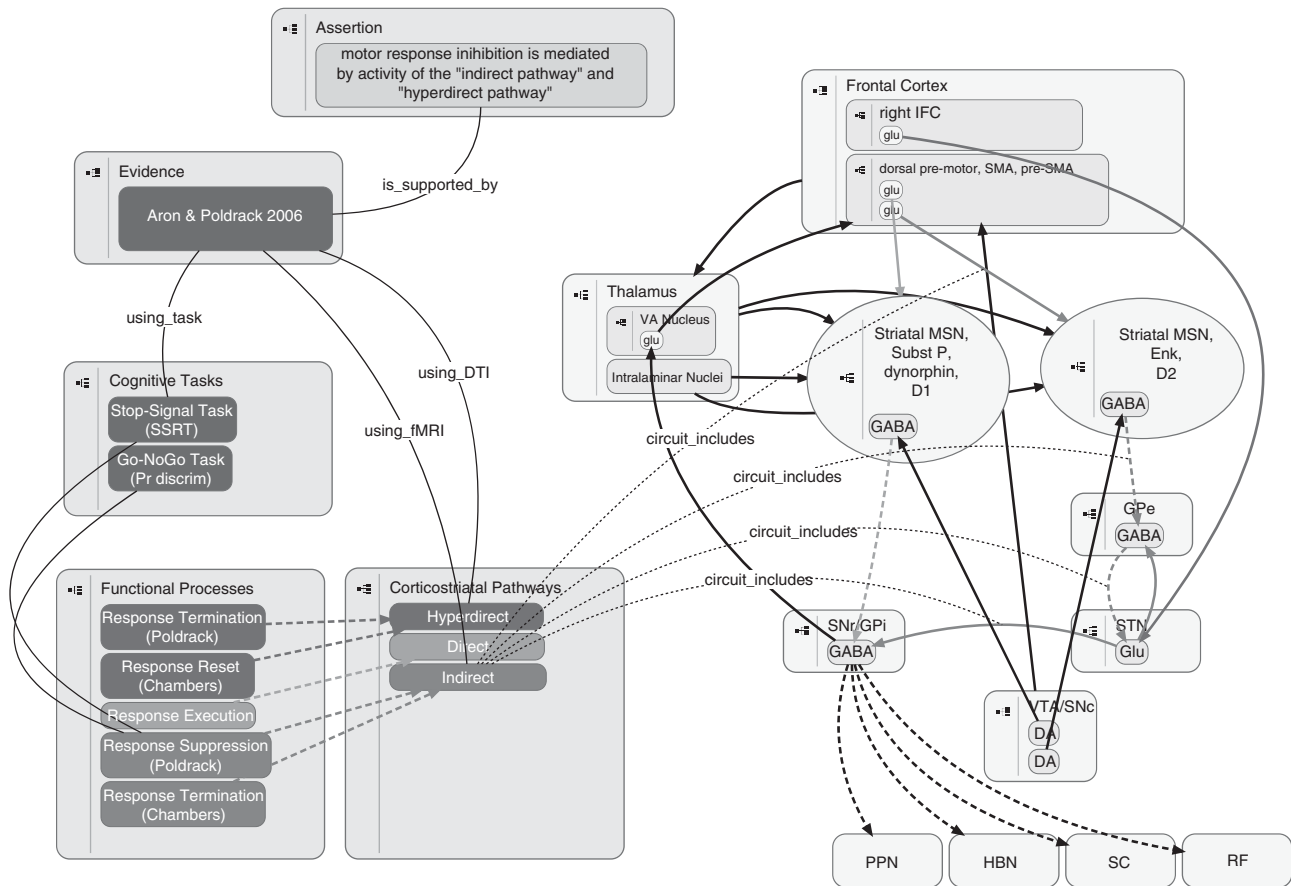 Assertion
motor response inihibition is mediated
by activity of the "indirect pathway" and
"hyperdirect pathway"
Evidence
Aron & Poldrack 2006
is_supported_by
using_task
using_DTI
using_fMRI
Cognitive Tasks
Stop-Signal Task
(SSRT)
Go-NoGo Task
(Pr discrim)
Functional Processes
Response Termination
(Poldrack)
Response Reset
(Chambers)
Response Execution
Response Suppression
(Poldrack)
Response Termination
(Chambers)
Corticostriatal Pathways
Hyperdirect
Direct
Indirect
Frontal Cortex
right IFC
glu
dorsal pre-motor, SMA, pre-SMA
glu
glu
Thalamus
VA Nucleus
glu
Intralaminar Nuclei
Striatal MSN,
Subst P,
dynorphin,
D1
GABA
Striatal MSN,
Enk,
D2
GABA
circuit_includes
circuit_includes
circuit_includes
circuit_includes
GPe
GABA
SNr/GPi
GABA
STN
Glu
VTA/SNc
DA
DA
PPN
HBN
SC
RF